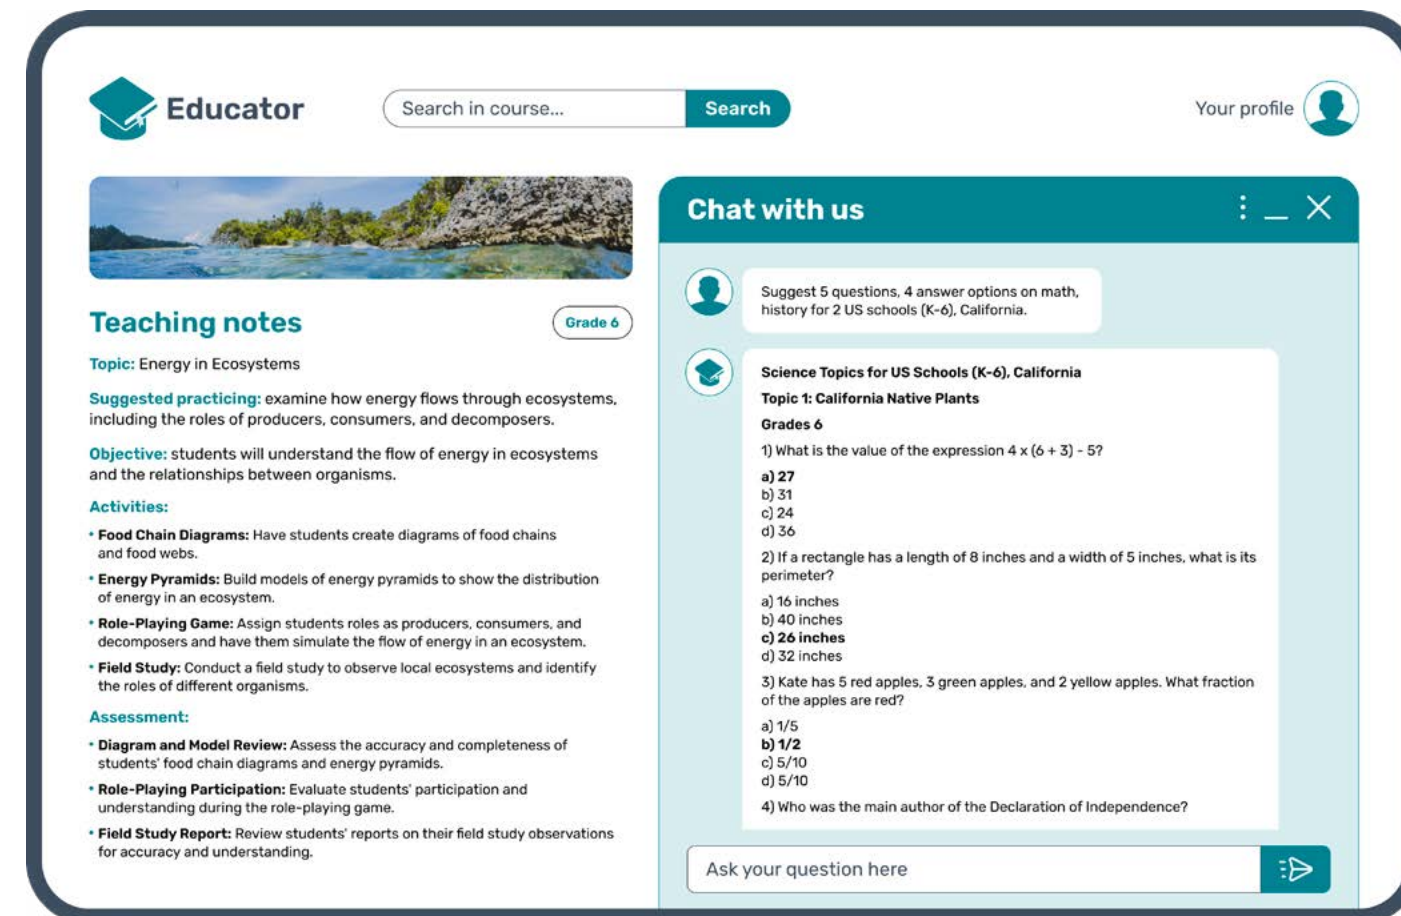 Educator
Search in course...
Search
Your profile
Teaching notes
Grade 6
Topic: Energy in Ecosystems
Suggested practicing: examine how energy flows through ecosystems,
including the roles of producers, consumers, and decomposers.
Objective: students will understand the flow of energy in ecosystems
and the relationships between organisms.
Activities:
• Food Chain Diagrams: Have students create diagrams of food chains
and food webs.
• Energy Pyramids: Build models of energy pyramids to show the distribution
of energy in an ecosystem.
• Role-Playing Game: Assign students roles as producers, consumers, and
decomposers and have them simulate the flow of energy in an ecosystem.
• Field Study: Conduct a field study to observe local ecosystems and identify
the roles of different organisms.
Assessment:
• Diagram and Model Review: Assess the accuracy and completeness of
students' food chain diagrams and energy pyramids.
• Role-Playing Participation: Evaluate students' participation and
understanding during the role-playing game.
• Field Study Report: Review students' reports on their field study observations
for accuracy and understanding.
Chat with us
Suggest 5 questions, 4 answer options on math,
history for 2 US schools (K-6), California.
Science Topics for US Schools (K-6), California
Topic 1: California Native Plants
Grades 6
1) What is the value of the expression 4 x (6 + 3) - 5?
a) 27
b) 31
c) 24
d) 36
2) If a rectangle has a length of 8 inches and a width of 5 inches, what is its
perimeter?
a) 16 inches
b) 40 inches
c) 26 inches
d) 32 inches
3) Kate has 5 red apples, 3 green apples, and 2 yellow apples. What fraction
of the apples are red?
a) 1/5
b) 1/2
c) 5/10
d) 5/10
4) Who was the main author of the Declaration of Independence?
Ask your question here